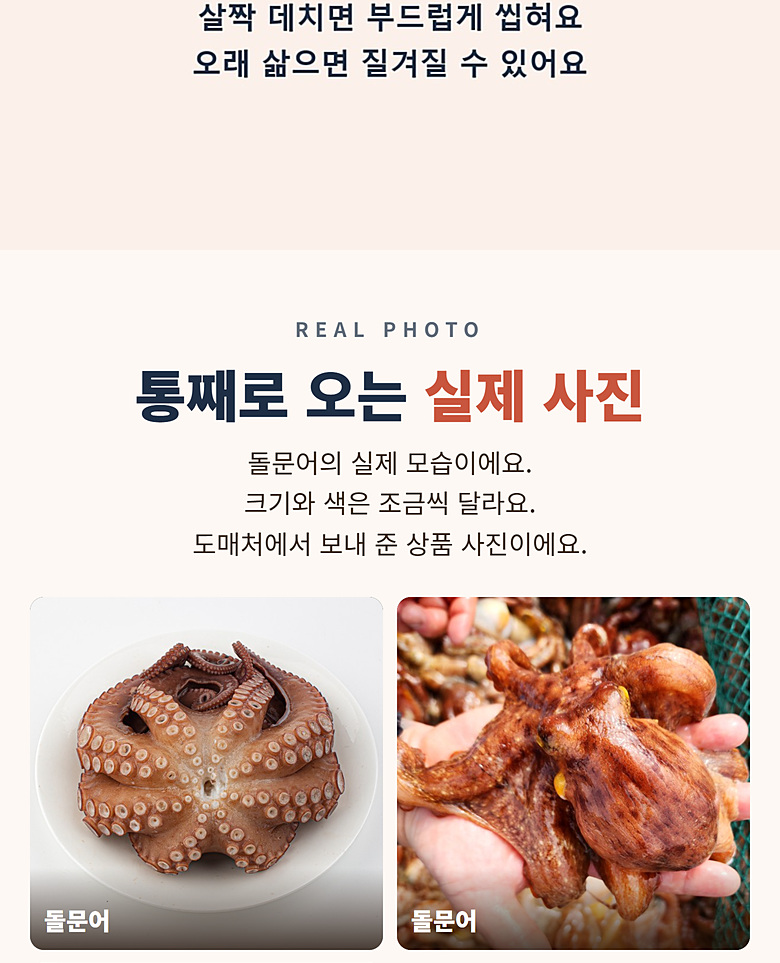 살짝 데치면 부드럽게 씹혀요
오래 삶으면 질겨질 수 있어요
REAL PHOTO
통째로 오는 실제 사진
돌문어의 실제 모습이에요.
크기와 색은 조금씩 달라요.
도매처에서 보내 준 상품 사진이에요.
돌문어
돌문어